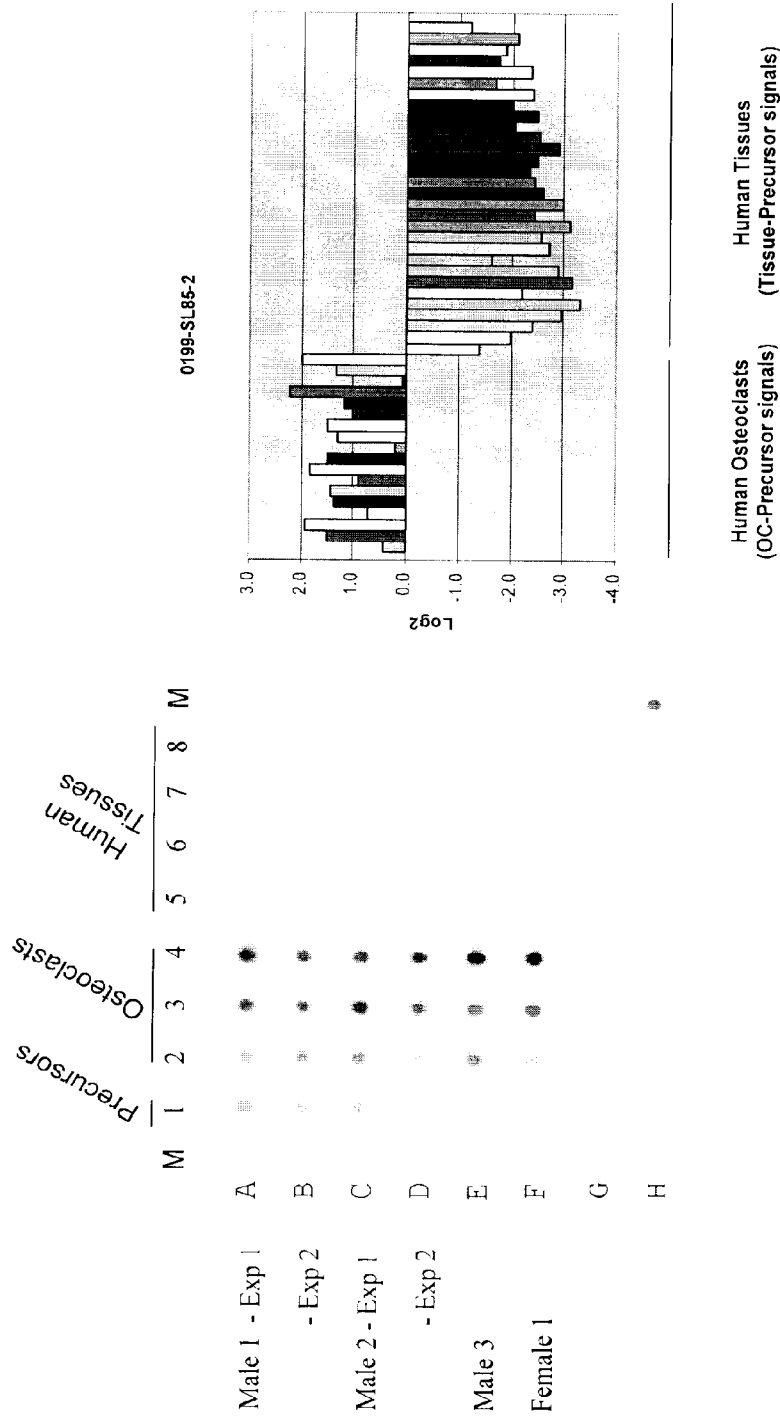 Precursors
Osteoclasts
Human
Tissues
M 1 2 3 4 5 6 7 8 M
Male 1 - Exp 1 A
- Exp 2 B
Male 2 - Exp 1 C
- Exp 2 D
Male 3 E
Female 1 F
G
H
0199-SL85-2
3.0
2.0
1.0
0.0
-1.0
-2.0
-3.0
-4.0
Log2
Human Osteoclasts
(OC-Precursor signals)
Human Tissues
(Tissue-Precursor signals)